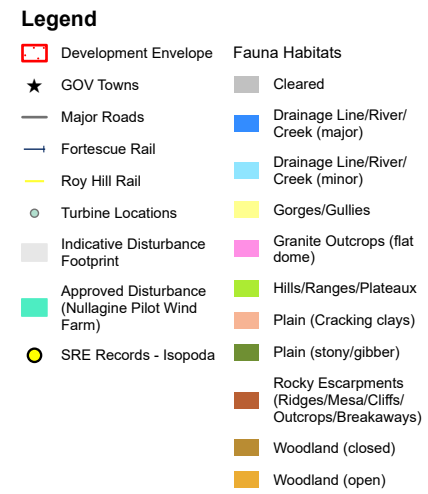 Legend
Development Envelope
GOV Towns
Major Roads
Fortescue Rail
Roy Hill Rail
Turbine Locations
Indicative Disturbance
Footprint
Approved Disturbance
(Nullagine Pilot Wind
Farm)
SRE Records - Isopoda
Fauna Habitats
Cleared
Drainage Line/River/
Creek (major)
Drainage Line/River/
Creek (minor)
Gorges/Gullies
Granite Outcrops (flat
dome)
Hills/Ranges/Plateaux
Plain (Cracking clays)
Plain (stony/gibber)
Rocky Escarpments
(Ridges/Mesa/Cliffs/
Outcrops/Breakaways)
Woodland (closed)
Woodland (open)